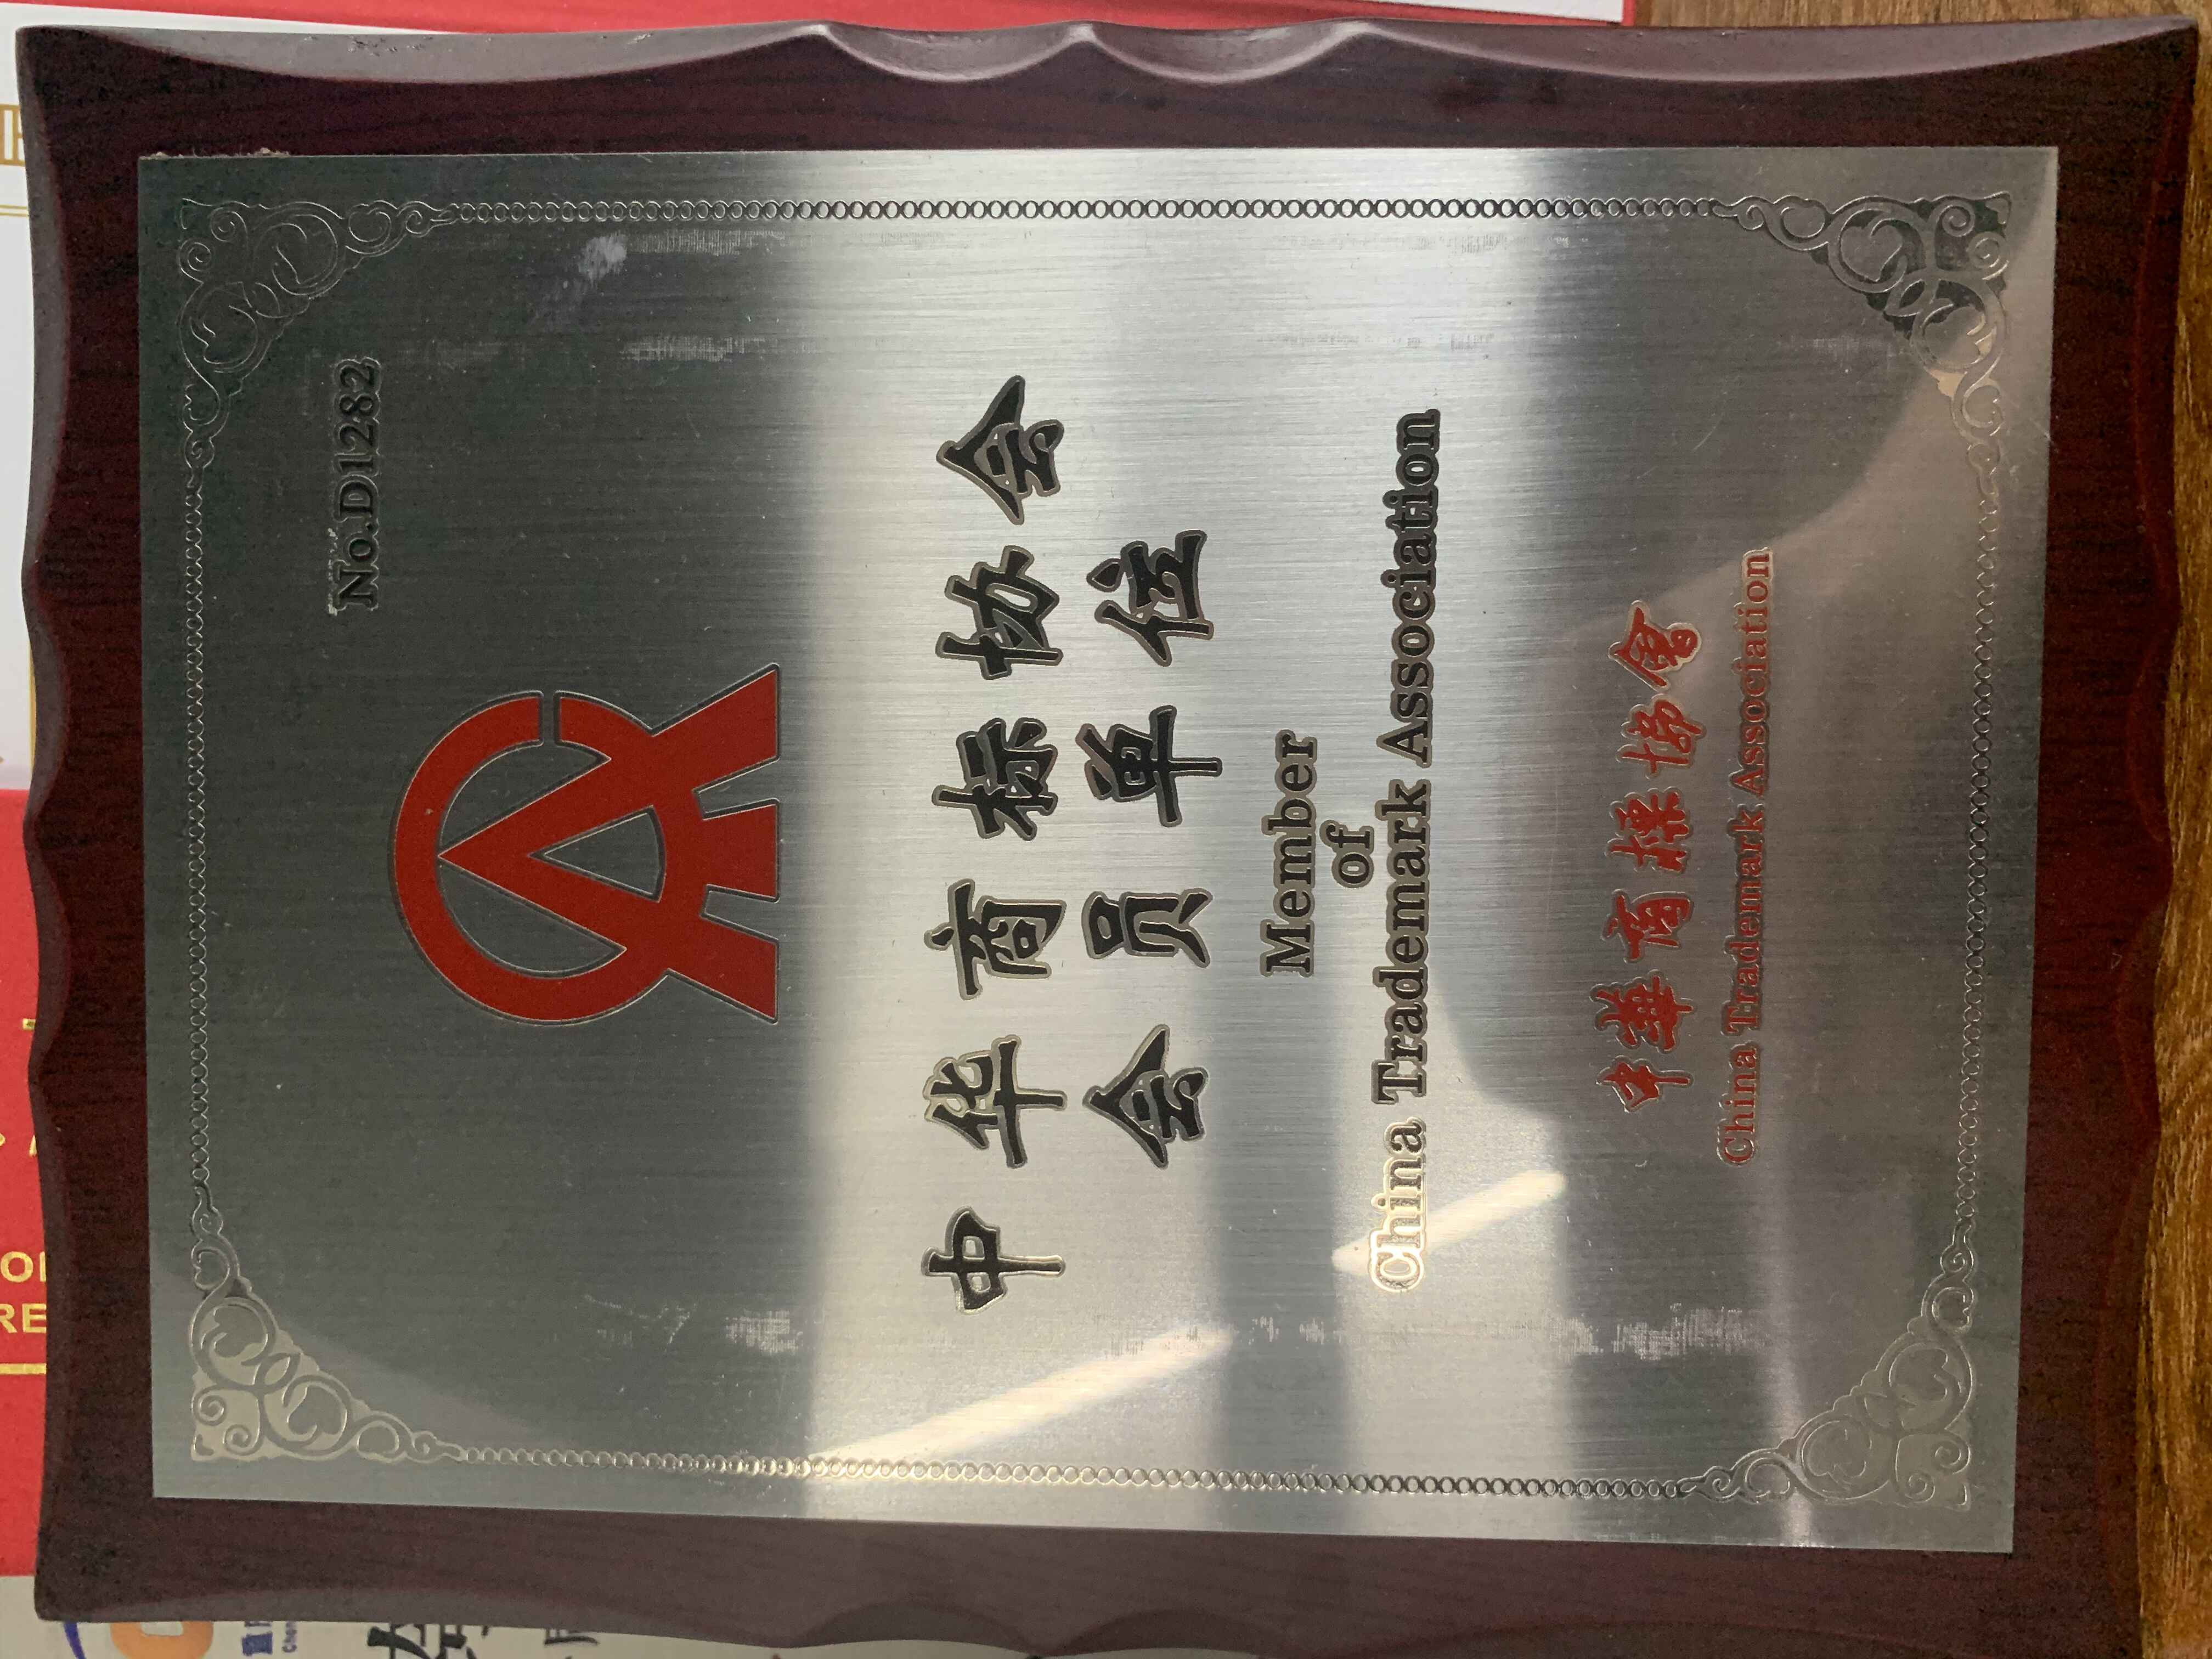 No.D1282
中华商标协会
会员单位
Member
of
China Trademark Association
中華商標協會
China Trademark Association